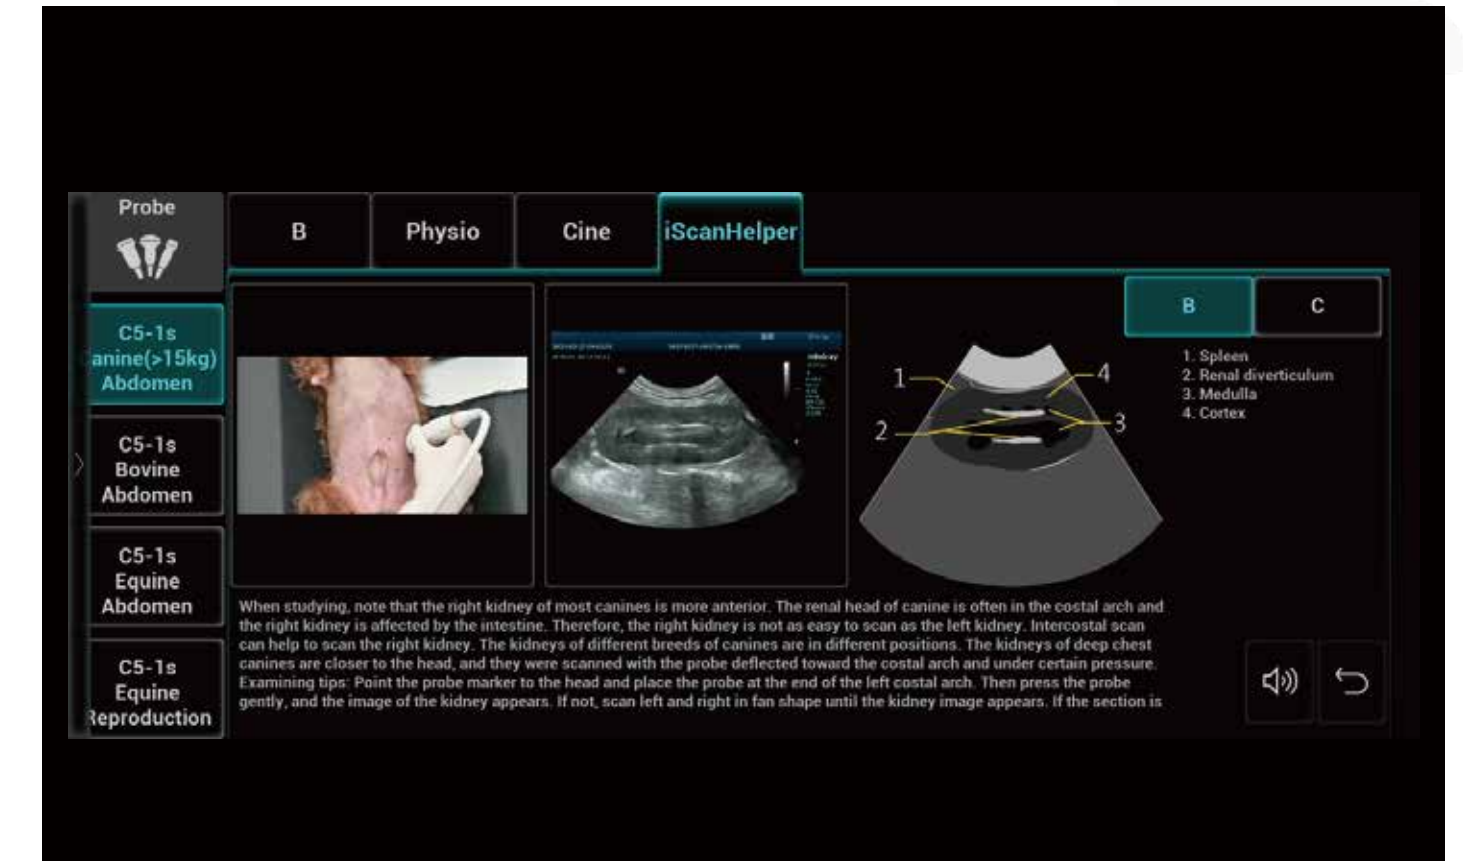 Probe
B
Physio
Cine
iScanHelper
C5-1s
anine(>15kg)
Abdomen
C5-1s
Bovine
Abdomen
C5-1s
Equine
Abdomen
C5-1s
Equine
Reproduction
B
C
1. Spleen
2. Renal diverticulum
3. Medulla
4. Cortex
1
2
4
3
When studying, note that the right kidney of most canines is more anterior. The renal head of canine is often in the costal arch and
the right kidney is affected by the intestine. Therefore, the right kidney is not as easy to scan as the left kidney. Intercostal scan
can help to scan the right kidney. The kidneys of different breeds of canines are in different positions. The kidneys of deep chest
canines are closer to the head, and they were scanned with the probe deflected toward the costal arch and under certain pressure.
Examining tips: Point the probe marker to the head and place the probe at the end of the left costal arch. Then press the probe
gently, and the image of the kidney appears. If not, scan left and right in fan shape until the kidney image appears. If the section is